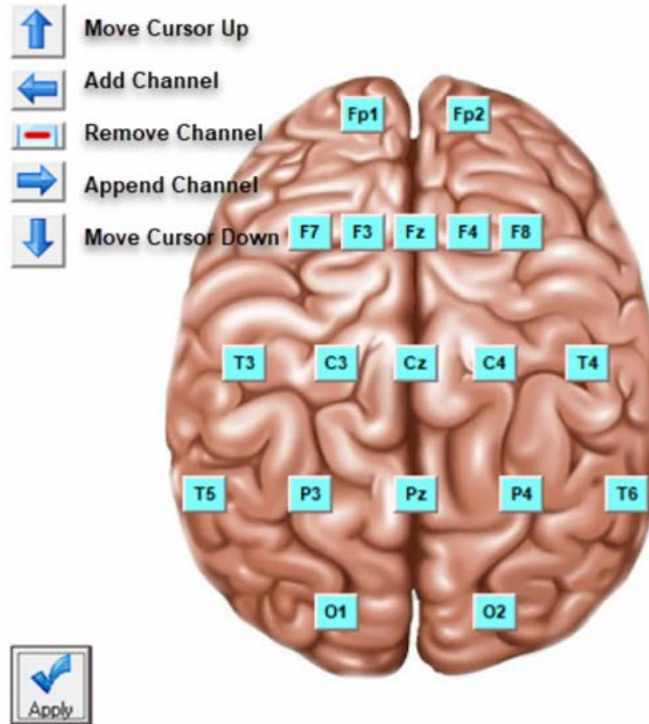 Move Cursor Up
Add Channel
Remove Channel
Append Channel
Move Cursor Down
Fp1 Fp2
F7 F3 Fz F4 F8
T3 C3 Cz C4 T4
T5 P3 Pz P4 T6
O1 O2
Apply